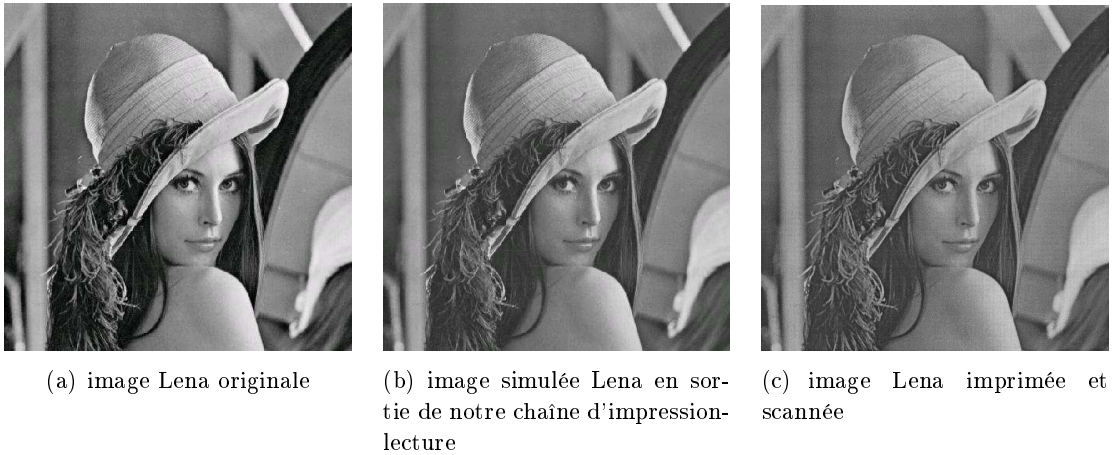 (a) image Lena originale
(b) image simulée Lena en sor-
tie de notre chaîne d'impression-
lecture
(c) image Lena imprimée et
scannée